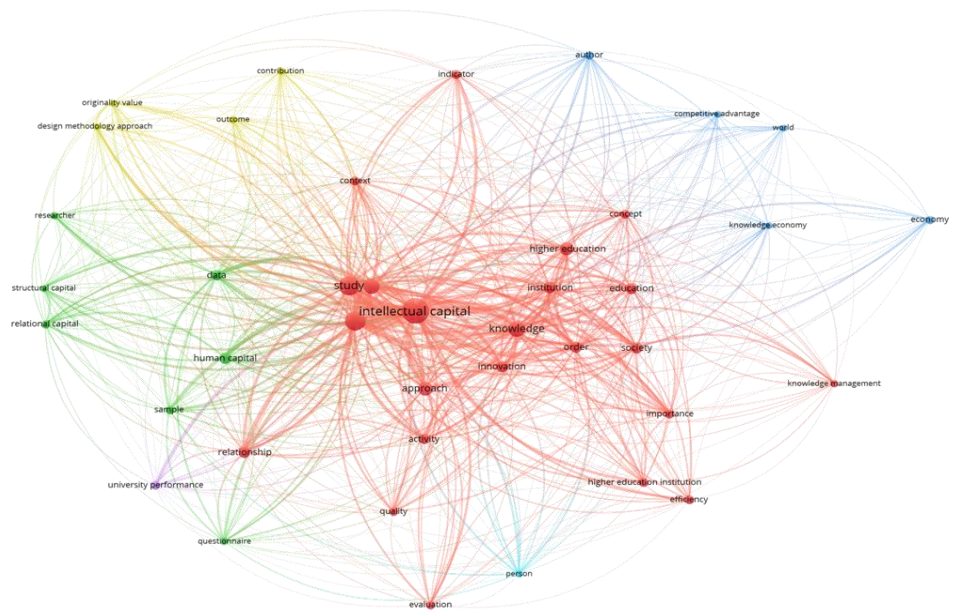 author
contribution
indicator
originality value
competitive advantage
outcome
design methodology approach
world
context
researcher
concept
economy
knowledge economy
higher education
data
study
structural capital
institution
education
intellectual capital
relational capital
knowledge
order
society
human capital
innovation
knowledge management
approach
sample
importance
activity
relationship
university performance
higher education institution
efficiency
quality
questionnaire
person
evaluation